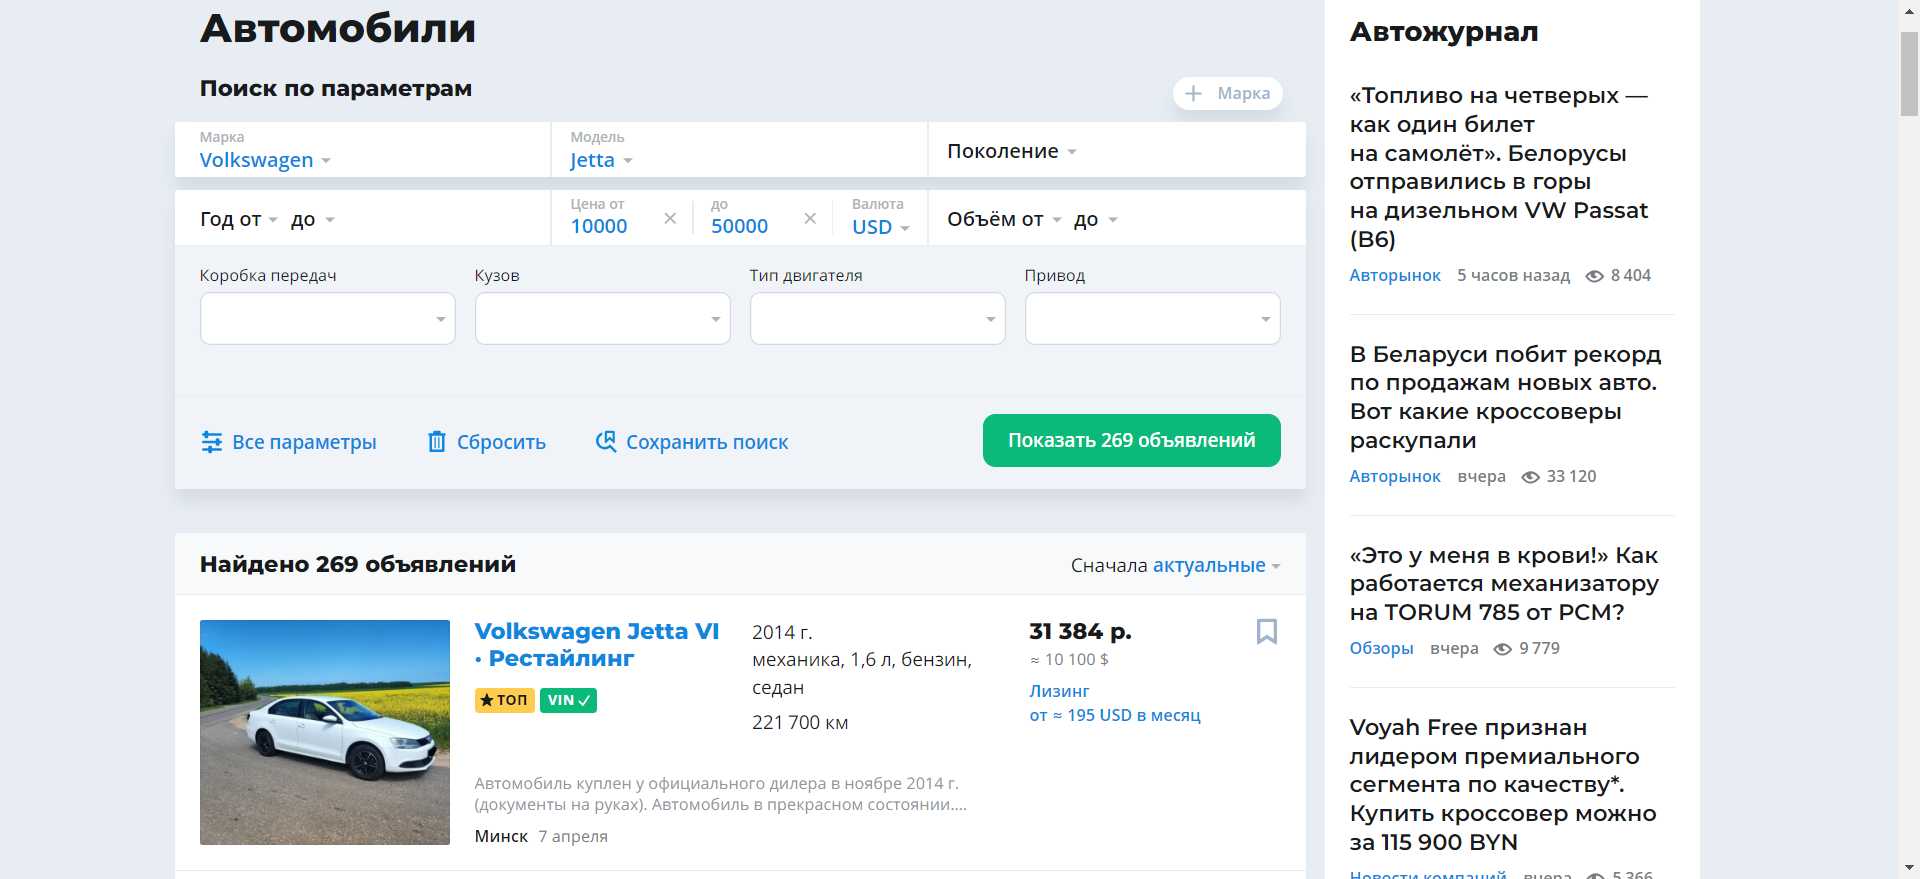 Автомобили
Поиск по параметрам
Марка
Марка
Volkswagen
Модель
Jetta
Поколение
Год от
до
Цена от
10000
до
50000
Валюта
USD
Объём от
до
Коробка передач
Кузов
Тип двигателя
Привод
Все параметры
Сбросить
Сохранить поиск
Показать 269 объявлений
Найдено 269 объявлений
Сначала актуальные
Volkswagen Jetta VI
· Рестайлинг
ТОП
VIN
2014 г.
механика, 1,6 л, бензин,
седан
221 700 км
31 384 р.
≈ 10 100 $
Лизинг
от ≈ 195 USD в месяц
Автомобиль куплен у официального дилера в ноябре 2014 г.
(документы на руках). Автомобиль в прекрасном состоянии....
Минск 7 апреля
Автожурнал
«Топливо на четверых —
как один билет
на самолёт». Белорусы
отправились в горы
на дизельном VW Passat
(B6)
Авторынок 5 часов назад 8 404
В Беларуси побит рекорд
по продажам новых авто.
Вот какие кроссоверы
раскупали
Авторынок вчера 33 120
«Это у меня в крови!» Как
работается механизатору
на TORUM 785 от РСМ?
Обзоры вчера 9 779
Voyah Free признан
лидером премиального
сегмента по качеству*.
Купить кроссовер можно
за 115 900 BYN
Новости компаний вчера 5 366